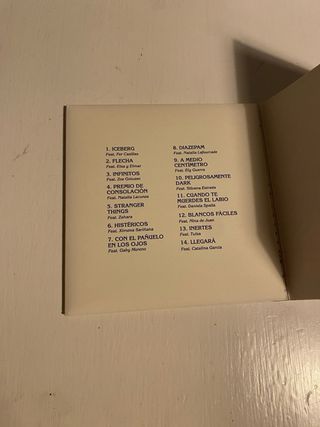 1. ICEBERG
Feat. Fer Casillas
2. FLECHA
Feat. Elsa y Elmar
3. INFINITOS
Feat. Zoe Gotusso
4. PREMIO DE
CONSOLACIÓN
Feat. Natalia Lacunza
5. STRANGER
THINGS
Feat. Zahara
6. HISTÉRICOS
Feat. Ximena Sariñana
7. CON EL PAÑUELO
EN LOS OJOS
Feat. Gaby Moreno
8. DIAZEPAM
Feat. Natalia Lafourcade
9. A MEDIO
CENTÍMETRO
Feat. Ely Guerra
10. PELIGROSAMENTE
DARK
Feat. Silvana Estrada
11. CUANDO TE
MUERDES EL LABIO
Feat. Daniela Spalla
12. BLANCOS FÁCILES
Feat. Nina de Juan
13. INERTES
Feat. Tulsa
14. LLEGARÁ
Feat. Catalina García